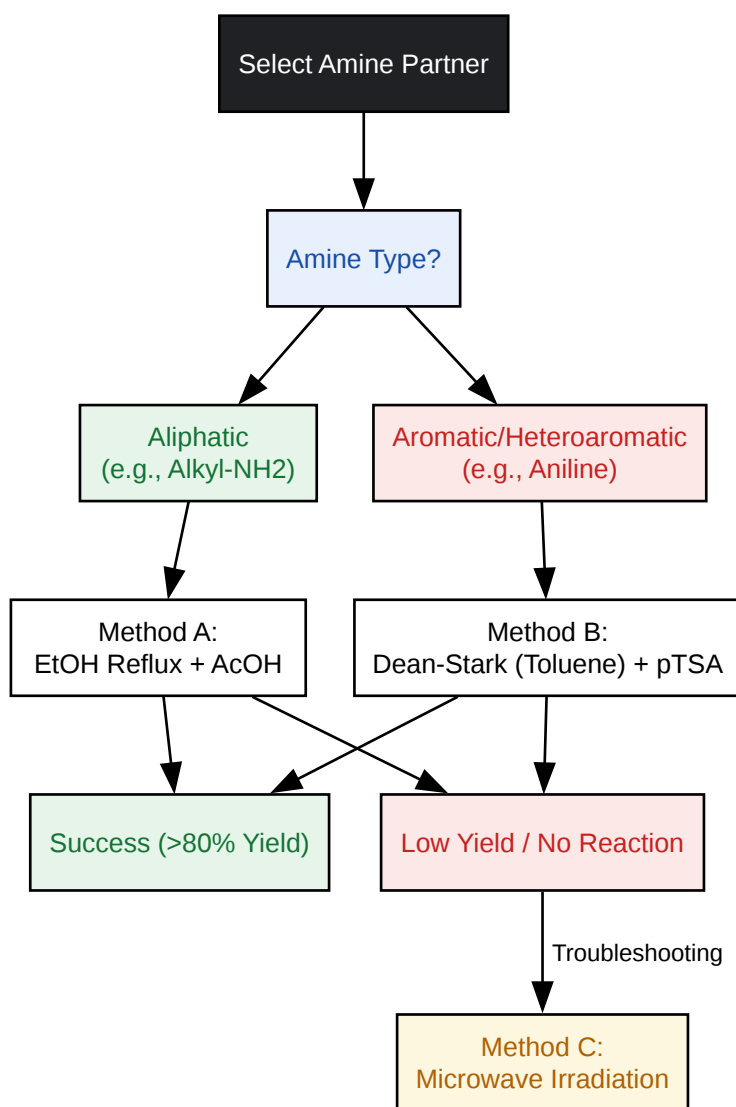 Select Amine Partner
Amine Type?
Aliphatic
(e.g., Alkyl-NH2)
Aromatic/Heteroaromatic
(e.g., Aniline)
Method A:
EtOH Reflux + AcOH
Method B:
Dean-Stark (Toluene) + pTSA
Success (>80% Yield)
Low Yield / No Reaction
Troubleshooting
Method C:
Microwave Irradiation